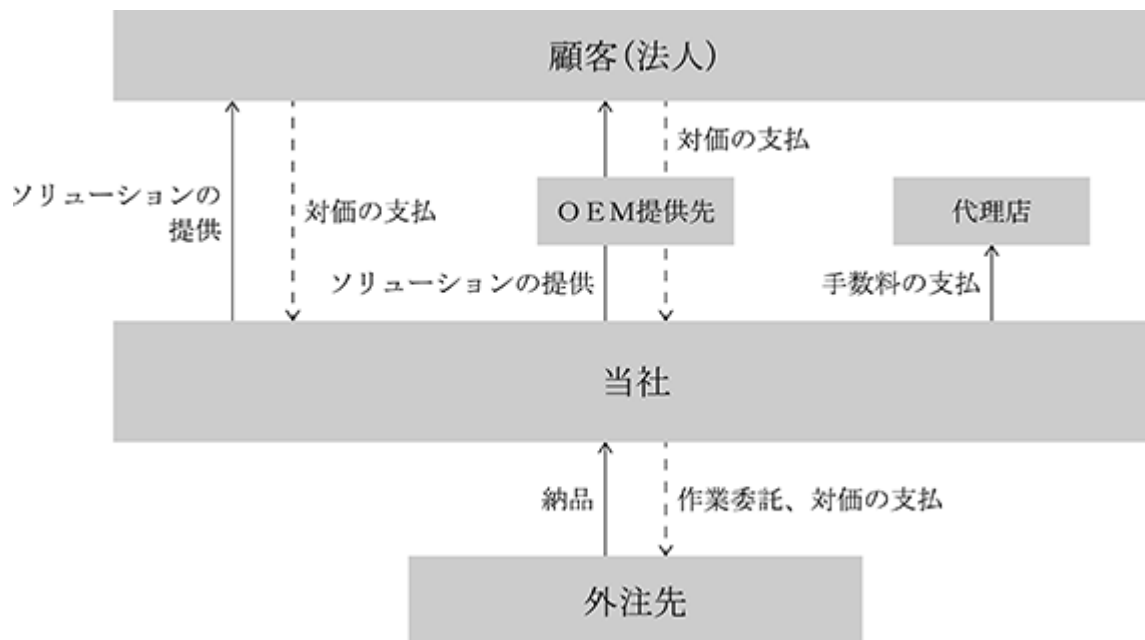 顧客(法人)
対価の支払
ソリューションの
提供
対価の支払
ＯＥＭ提供先
代理店
ソリューションの提供
手数料の支払
当社
納品
作業委託、対価の支払
外注先